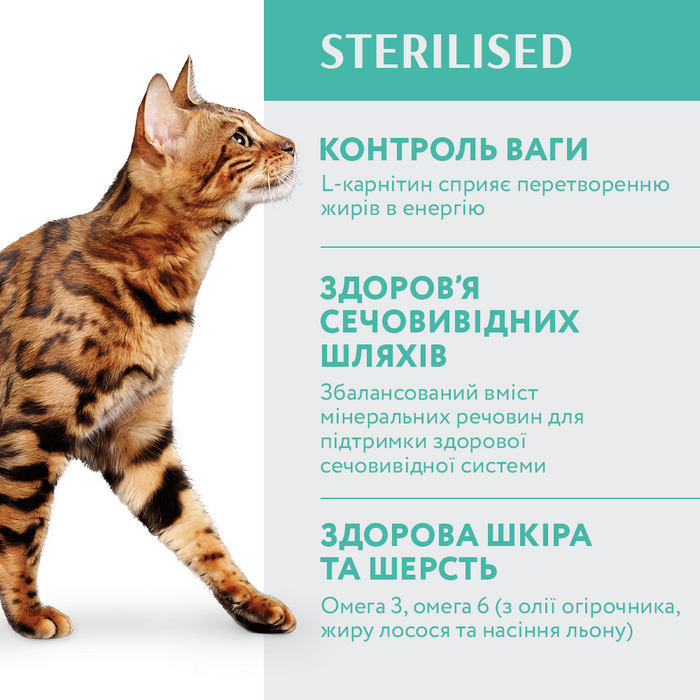 STERILISED
КОНТРОЛЬ ВАГИ
L-карнітин сприяє перетворенню
жирів в енергію
ЗДОРОВ’Я
СЕЧОВИВІДНИХ
ШЛЯХІВ
Збалансований вміст
мінеральних речовин для
підтримки здорової
сечовивідної системи
ЗДОРОВА ШКІРА
ТА ШЕРСТЬ
Омега 3, омега 6 (з олії огірочника,
жиру лосося та насіння льону)